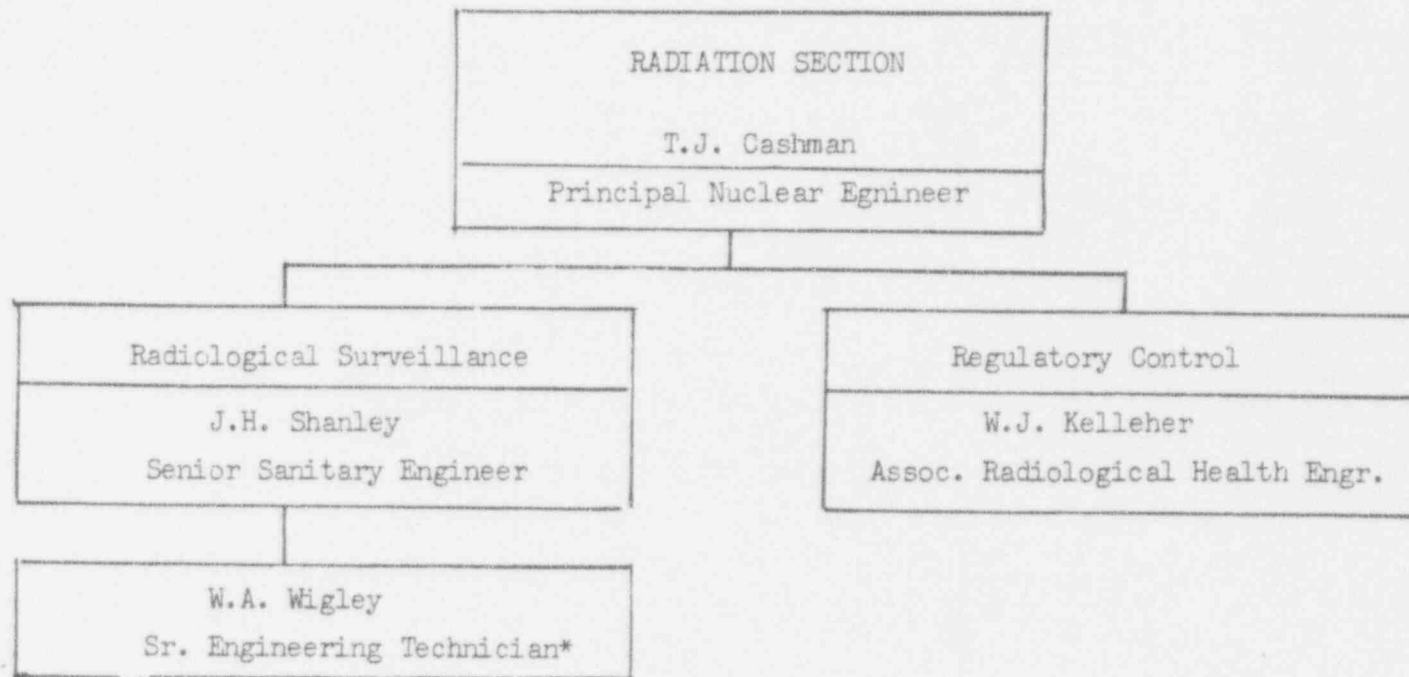 RADIATION SECTION
T.J. Cashman
Principal Nuclear Egnineer
Radiological Surveillance
J.H. Shanley
Senior Sanitary Engineer
W.A. Wigley
Sr. Engineering Technician*
Regulatory Control
W.J. Kelleher
Assoc. Radiological Health Engr.